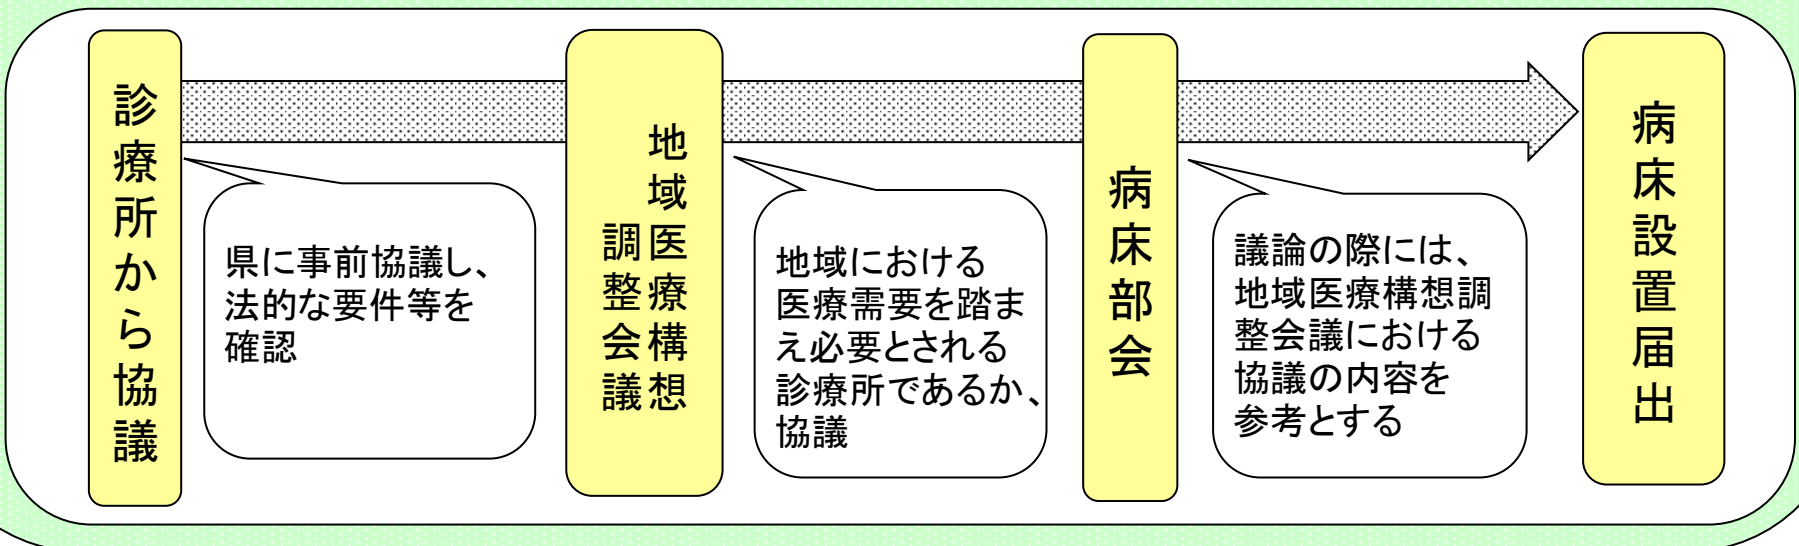 診療所から協議
県に事前協議し、
法的な要件等を
確認
地域医療構想
調整会議
地域における
医療需要を踏ま
え必要とされる
診療所であるか、
協議
病床部会
議論の際には、
地域医療構想調
整会議における
協議の内容を
参考とする
病床設置届出